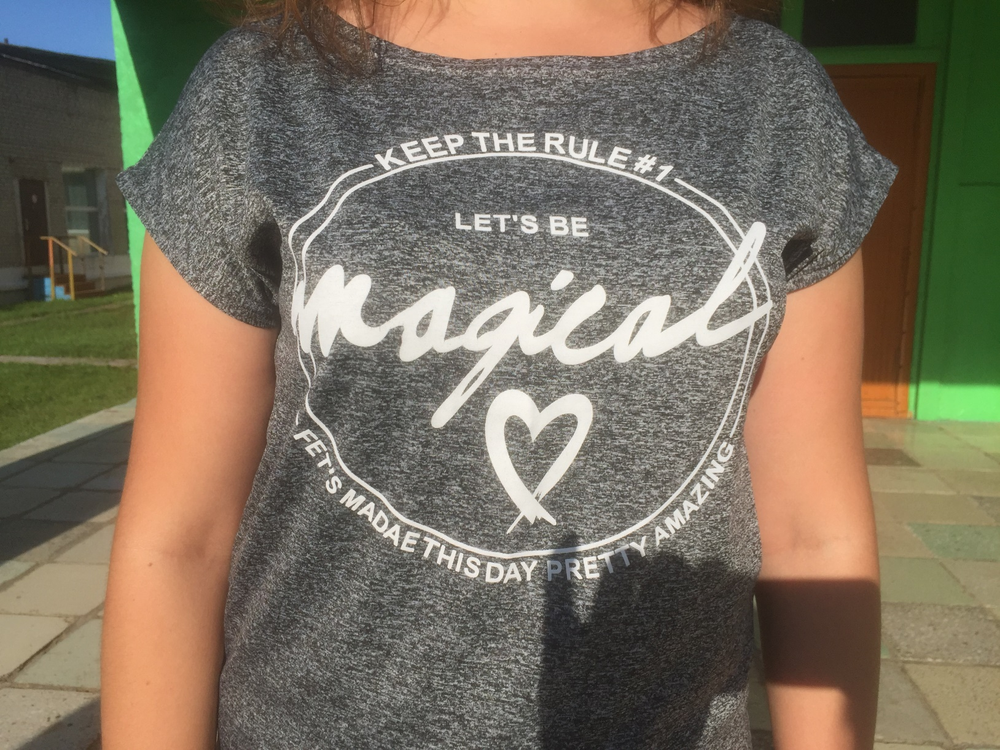 KEEP THE RULE #1
LET'S BE
magical
FET'S MADAE THIS DAY PRETTY AMAZING